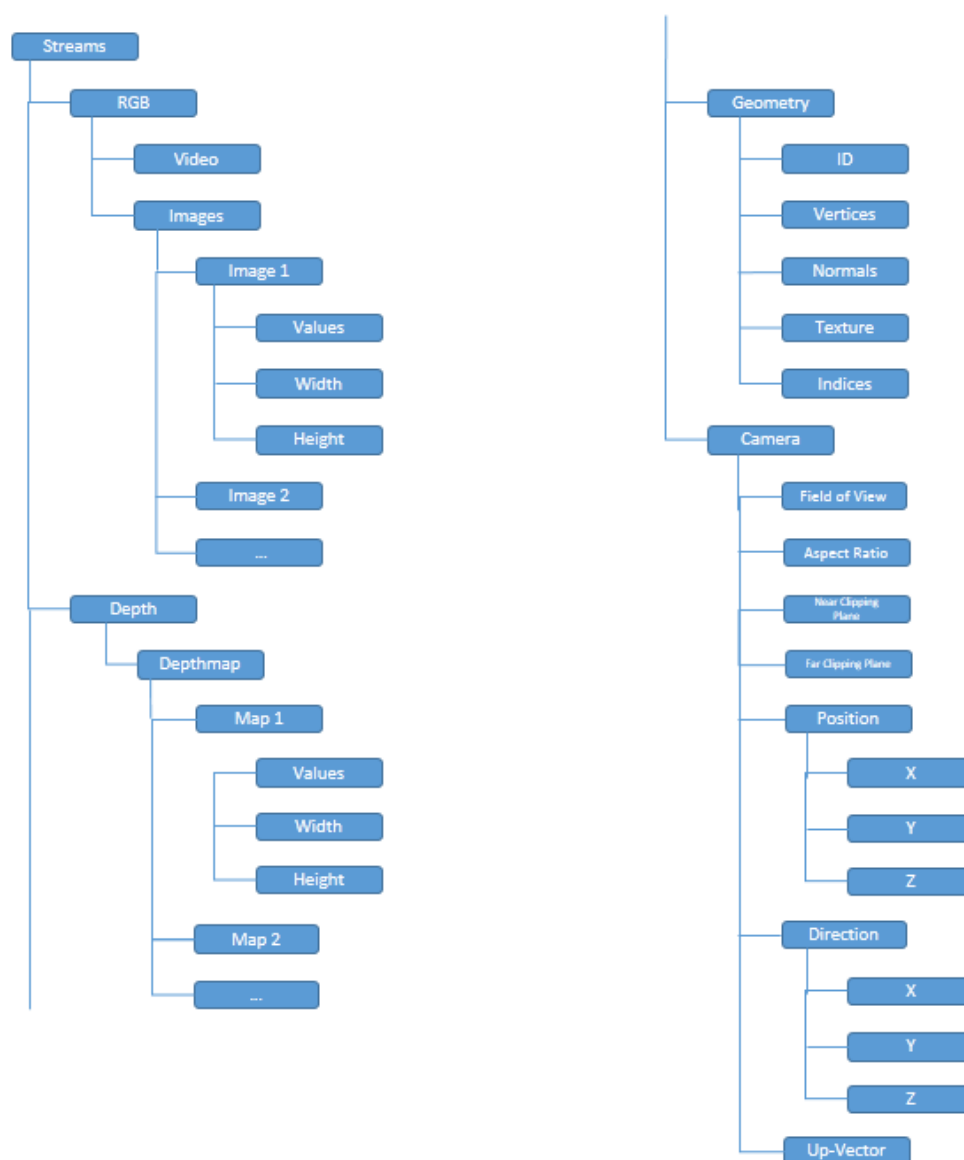 Streams
RGB
Video
Images
Image 1
Values
Width
Height
Image 2
...
Depth
Depthmap
Map 1
Values
Width
Height
Map 2
...
Geometry
ID
Vertices
Normals
Texture
Indices
Camera
Field of View
Aspect Ratio
Near Clipping
Plane
Far Clipping Plane
Position
X
Y
Z
Direction
X
Y
Z
Up-Vector